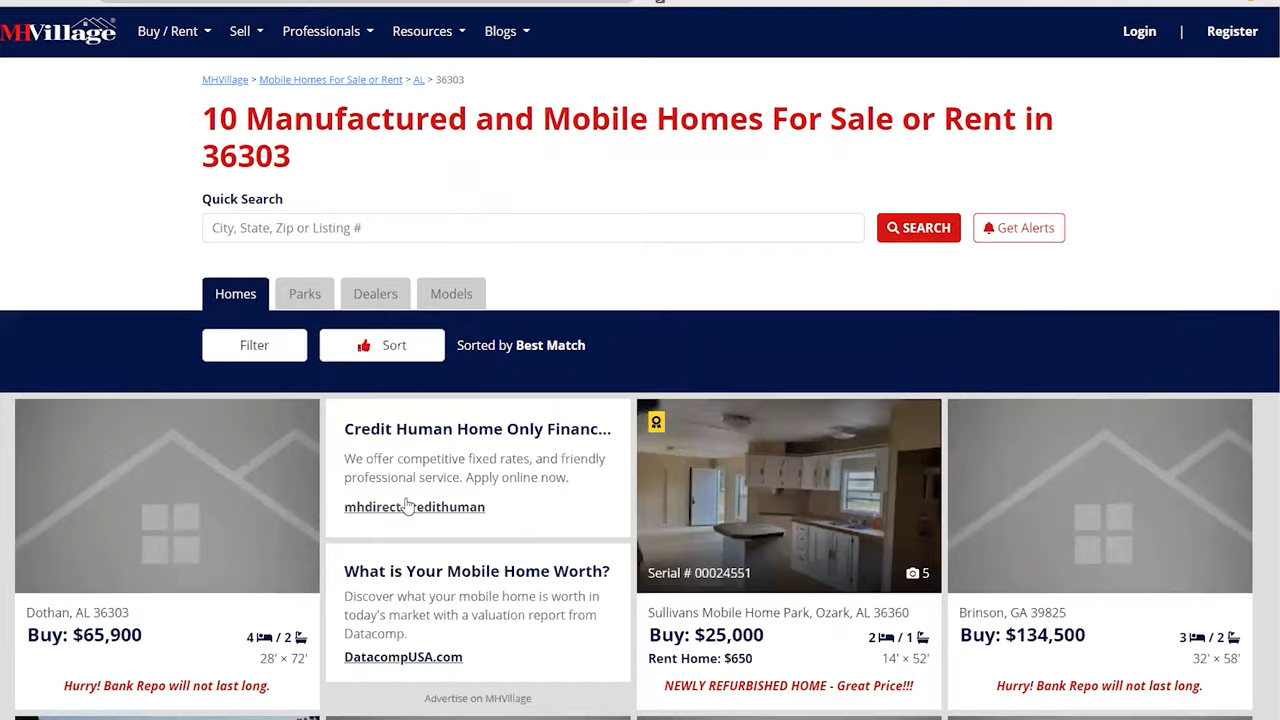 MHVillage
Buy / Rent
Sell
Professionals
Resources
Blogs
Login
|
Register
MHVillage > Mobile Homes For Sale or Rent > AL > 36303
10 Manufactured and Mobile Homes For Sale or Rent in
36303
Quick Search
City, State, Zip or Listing #
SEARCH
Get Alerts
Homes
Parks
Dealers
Models
Filter
Sort
Sorted by Best Match
Dothan, AL 36303
Buy: $65,900
4 / 2
28' × 72'
Hurry! Bank Repo will not last long.
Credit Human Home Only Financ...
We offer competitive fixed rates, and friendly
professional service. Apply online now.
What is Your Mobile Home Worth?
Discover what your mobile home is worth in
today's market with a valuation report from
Datacomp.
DatacompUSA.com
Advertise on MHVillage
Serial # 00024551
5
Sullivans Mobile Home Park, Ozark, AL 36360
Buy: $25,000
2 / 1
Rent Home: $650
14' × 52'
NEWLY REFURBISHED HOME - Great Price!!!
Brinson, GA 39825
Buy: $134,500
3 / 2
32' × 58'
Hurry! Bank Repo will not last long.